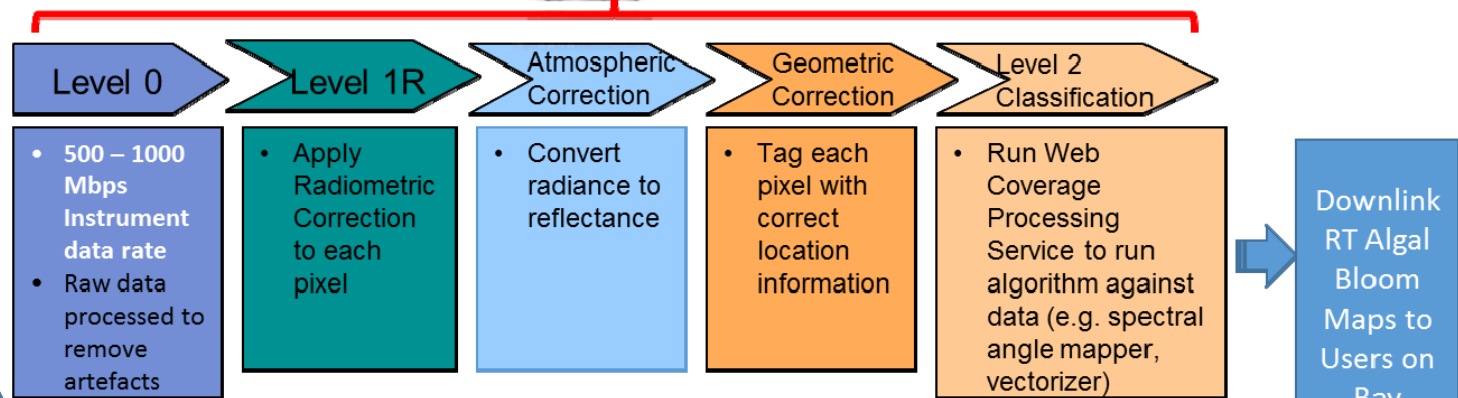 Level 0
Level 1R
Atmospheric
Correction
Geometric
Correction
Level 2
Classification
• 500 – 1000
Mbps
Instrument
data rate
• Raw data
processed to
remove
artefacts
• Apply
Radiometric
Correction
to each
pixel
• Convert
radiance to
reflectance
• Tag each
pixel with
correct
location
information
• Run Web
Coverage
Processing
Service to run
algorithm against
data (e.g. spectral
angle mapper,
vectorizer)
Downlink
RT Algal
Bloom
Maps to
Users on
Bay